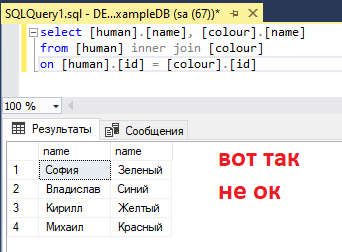 SQLQuery1.sql - DE...xampleDB (sa (67))*
select [human].[name], [colour].[name]
from [human] inner join [colour]
on [human].[id] = [colour].[id]
100 %
Результаты Сообщения
name name
1 София Зеленый
2 Владислав Синий
3 Кирилл Желтый
4 Михаил Красный
вот так
не ок